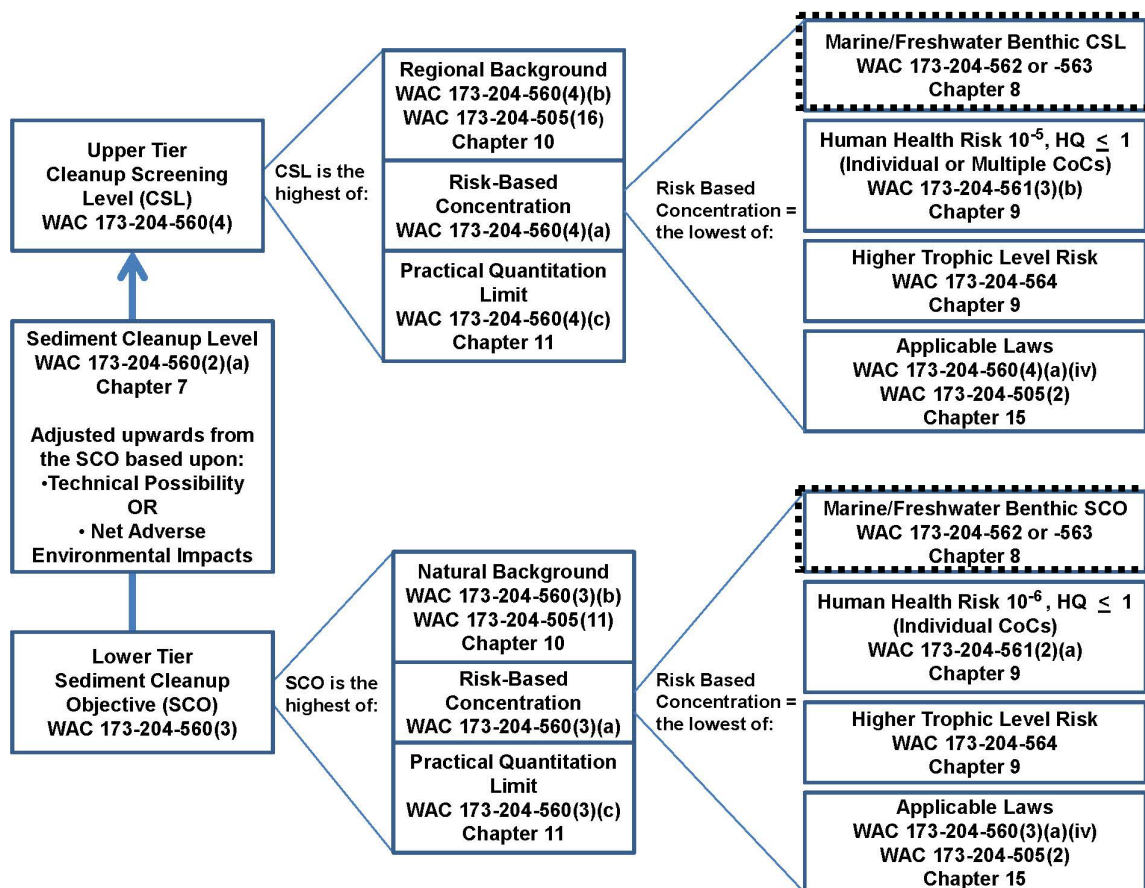 Upper Tier
Cleanup Screening
Level (CSL)
WAC 173-204-560(4)
Sediment Cleanup Level
WAC 173-204-560(2)(a)
Chapter 7
Adjusted upwards from
the SCO based upon:
•Technical Possibility
OR
• Net Adverse
Environmental Impacts
Lower Tier
Sediment Cleanup
Objective (SCO)
WAC 173-204-560(3)
CSL is the
highest of:
Regional Background
WAC 173-204-560(4)(b)
WAC 173-204-505(16)
Chapter 10
Risk-Based
Concentration
WAC 173-204-560(4)(a)
Practical Quantitation
Limit
WAC 173-204-560(4)(c)
Chapter 11
Risk Based
Concentration =
the lowest of:
Marine/Freshwater Benthic CSL
WAC 173-204-562 or -563
Chapter 8
Human Health Risk 10-5, HQ ≤ 1
(Individual or Multiple CoCs)
WAC 173-204-561(3)(b)
Chapter 9
Higher Trophic Level Risk
WAC 173-204-564
Chapter 9
Applicable Laws
WAC 173-204-560(4)(a)(iv)
WAC 173-204-505(2)
Chapter 15
SCO is the
highest of:
Natural Background
WAC 173-204-560(3)(b)
WAC 173-204-505(11)
Chapter 10
Risk-Based
Concentration
WAC 173-204-560(3)(a)
Practical Quantitation
Limit
WAC 173-204-560(3)(c)
Chapter 11
Risk Based
Concentration =
the lowest of:
Marine/Freshwater Benthic SCO
WAC 173-204-562 or -563
Chapter 8
Human Health Risk 10-6, HQ ≤ 1
(Individual CoCs)
WAC 173-204-561(2)(a)
Chapter 9
Higher Trophic Level Risk
WAC 173-204-564
Chapter 9
Applicable Laws
WAC 173-204-560(3)(a)(iv)
WAC 173-204-505(2)
Chapter 15